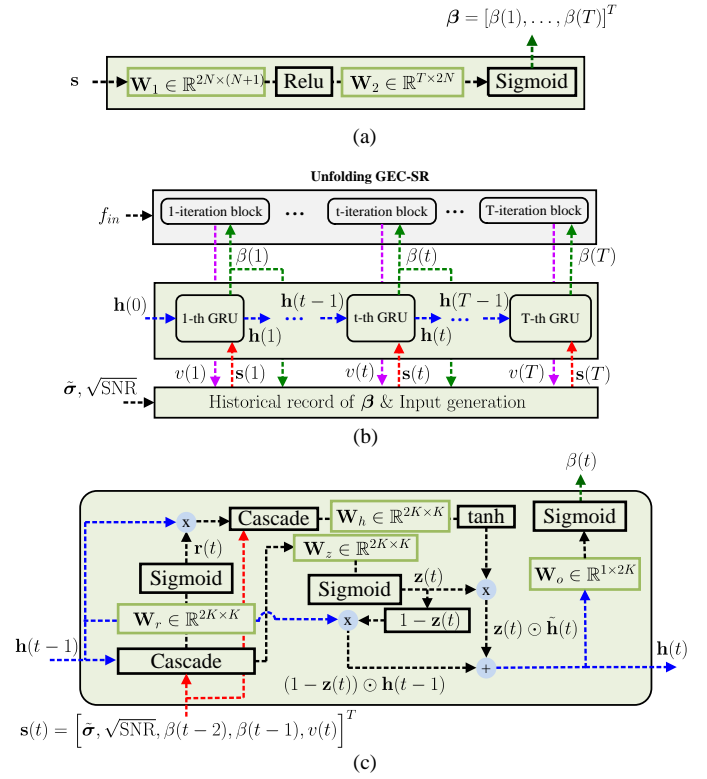 𝜷 = [β(1), . . . , β(T)]^T
s
W_1 ∈ ℝ^{2N×(N+1)}
Relu
W_2 ∈ ℝ^{T×2N}
Sigmoid
(a)
Unfolding GEC-SR
f_{in}
1-iteration block
...
t-iteration block
...
T-iteration block
β(1)
β(t)
β(T)
h(0)
1-th GRU
h(1)
...
h(t−1)
t-th GRU
h(t)
...
h(T−1)
T-th GRU
v(1)
s(1)
v(t)
s(t)
v(T)
s(T)
σ̃, √SNR
Historical record of 𝜷 & Input generation
(b)
β(t)
x
Cascade
W_h ∈ ℝ^{2K×K}
tanh
Sigmoid
r(t)
W_z ∈ ℝ^{2K×K}
Sigmoid
Sigmoid
z(t)
x
W_o ∈ ℝ^{1×2K}
W_r ∈ ℝ^{2K×K}
x
1 − z(t)
z(t) ⊙ h̃(t)
h(t−1)
Cascade
+
h(t)
(1 − z(t)) ⊙ h(t−1)
s(t) = [σ̃, √SNR, β(t−2), β(t−1), v(t)]^T
(c)